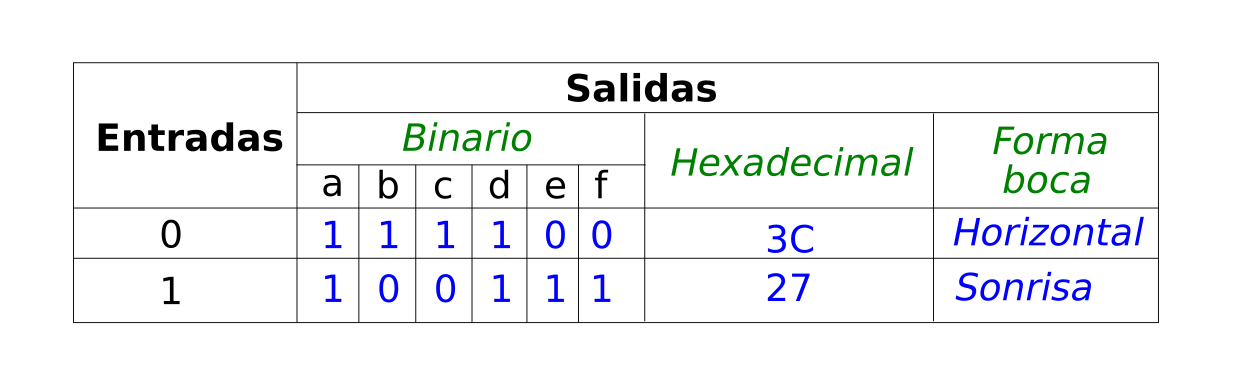 Salidas
Entradas
Binario
Hexadecimal
Forma
boca
a b c d e f
0 1 1 1 1 0 0 3C Horizontal
1 1 0 0 1 1 1 27 Sonrisa